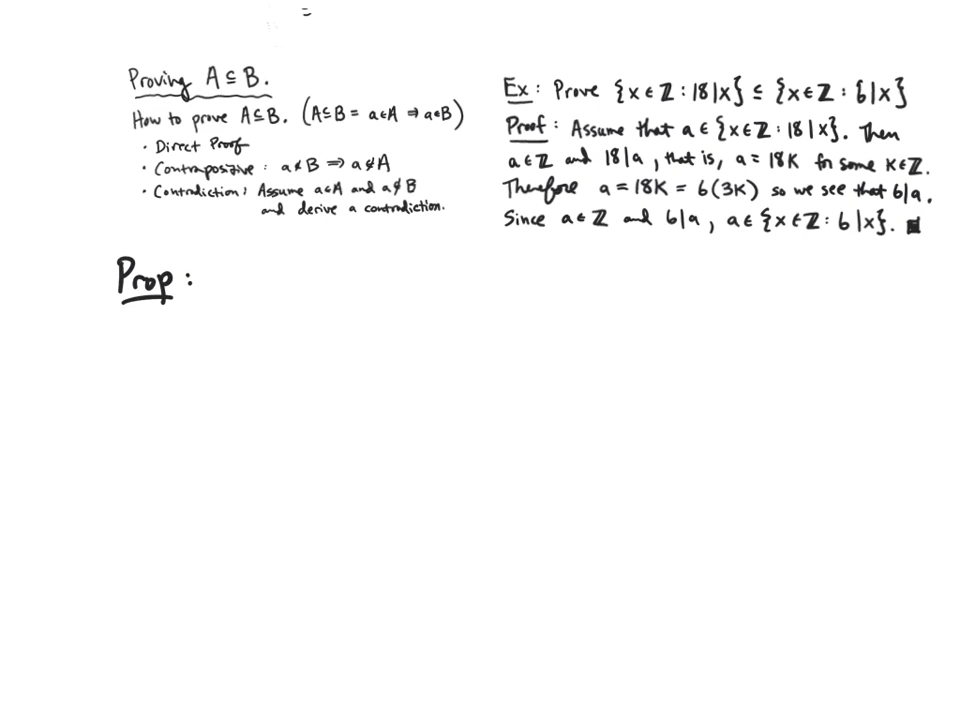 =
Proving A ⊆ B.
How to prove A ⊆ B. (A ⊆ B = a ∈ A ⇒ a ∈ B)
· Direct Proof
· Contrapositive : a ∉ B ⇒ a ∉ A
· Contradiction : Assume a ∈ A and a ∉ B
and derive a contradiction.
Ex : Prove {x ∈ ℤ : 18 | x} ⊆ {x ∈ ℤ : 6 | x}
Proof : Assume that a ∈ {x ∈ ℤ : 18 | x}. Then
a ∈ ℤ and 18 | a , that is, a = 18K for some K ∈ ℤ.
Therefore a = 18K = 6(3K) so we see that 6 | a .
Since a ∈ ℤ and 6 | a , a ∈ {x ∈ ℤ : 6 | x}. ■
Prop :